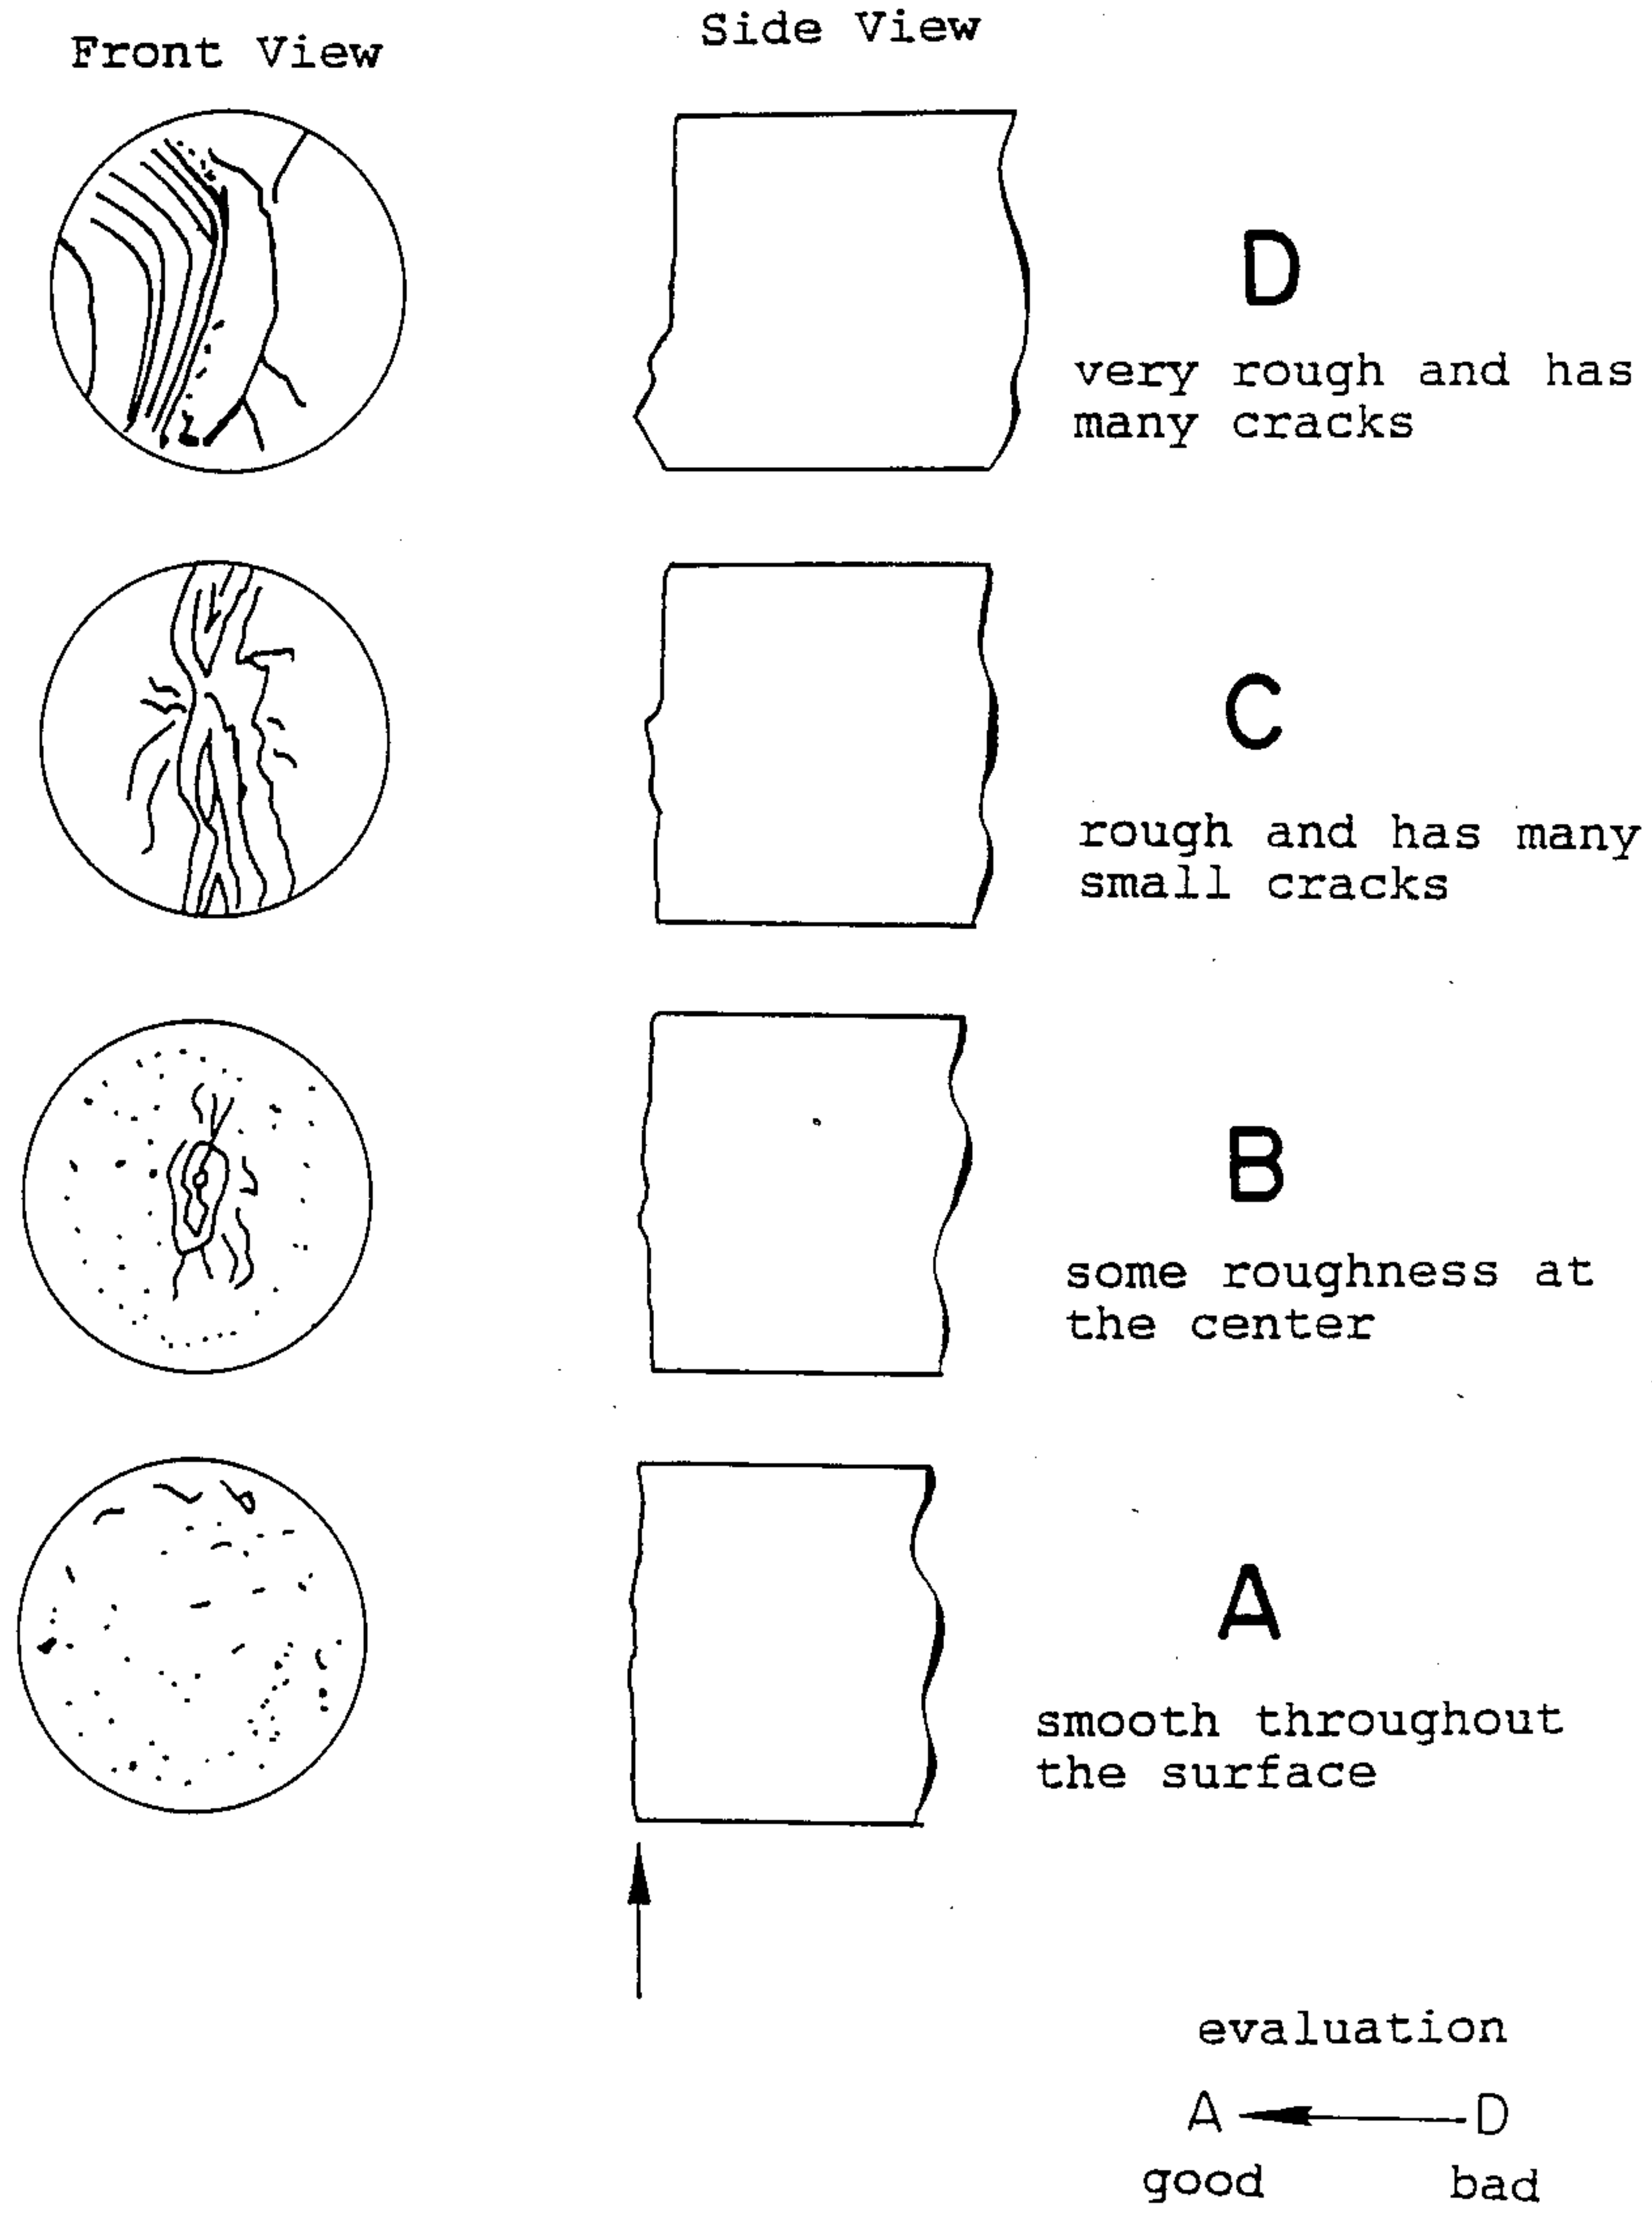 Front View
Side View
D
very rough and has
many cracks
C
rough and has many
small cracks
B
some roughness at
the center
A
smooth throughout
the surface
evaluation
A D
good bad